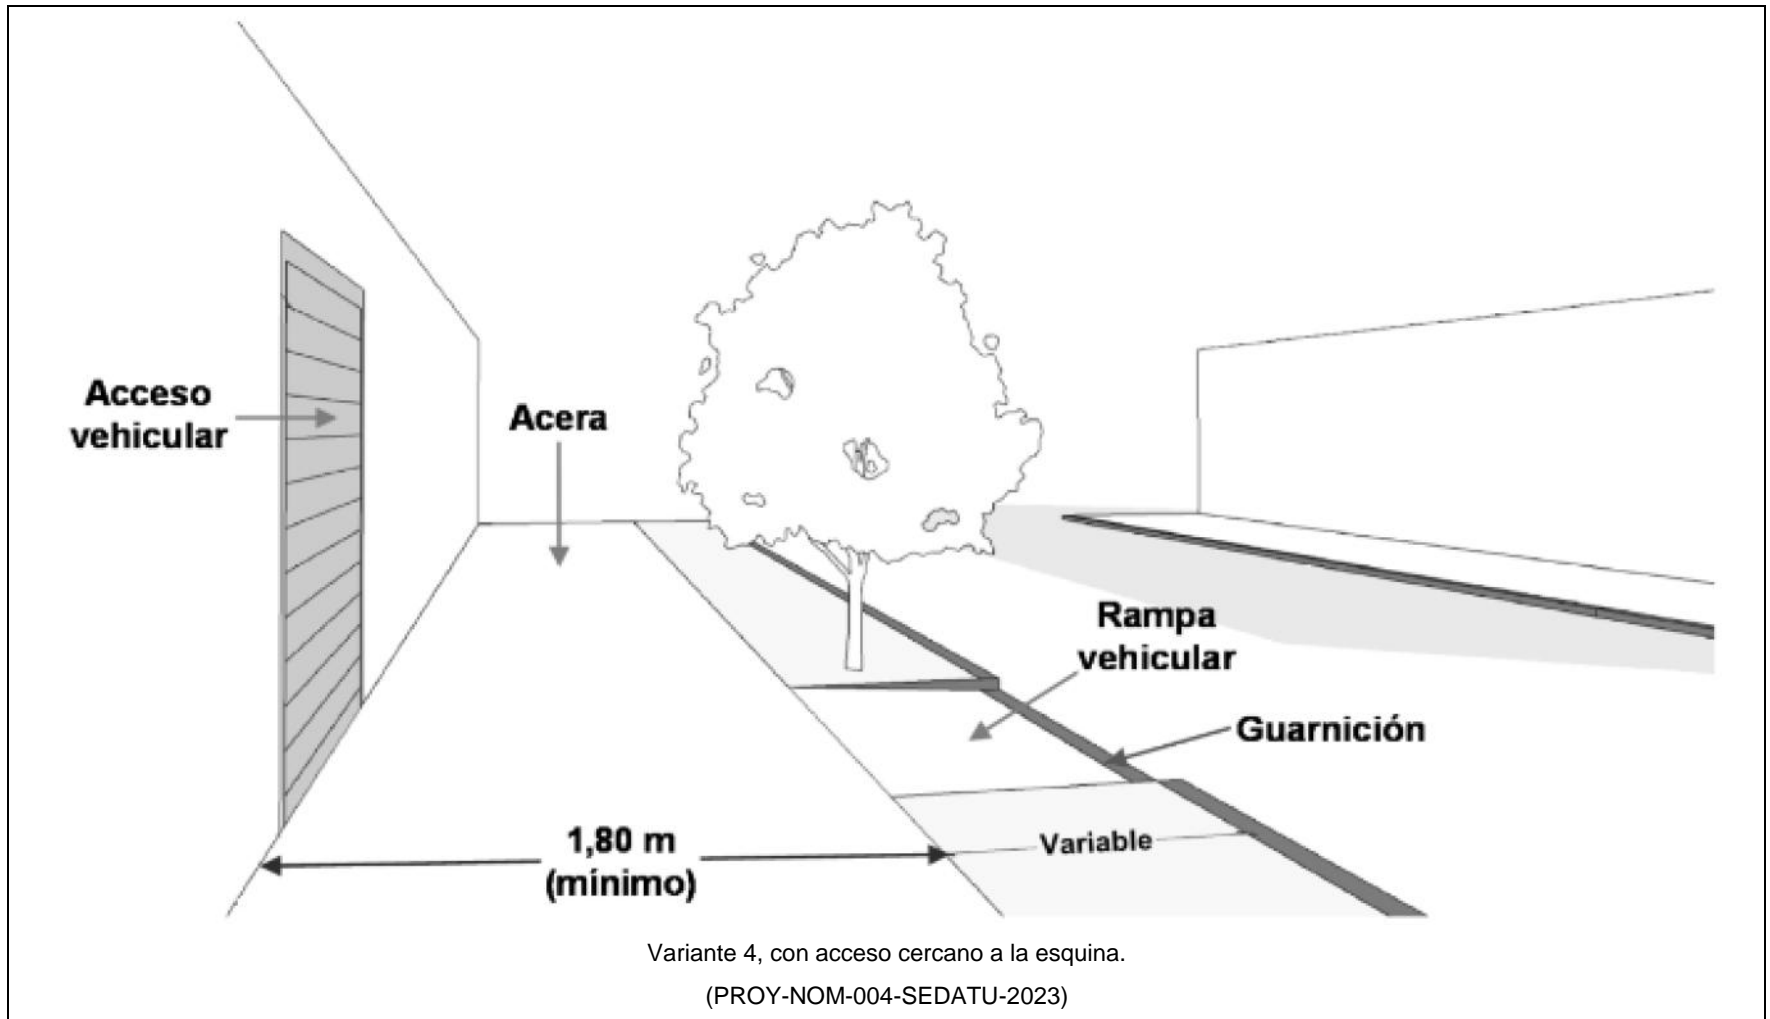 Acceso
vehicular
Acera
Rampa
vehicular
Guarnición
1,80 m
(mínimo)
Variable
Variante 4, con acceso cercano a la esquina.
(PROY-NOM-004-SEDATU-2023)